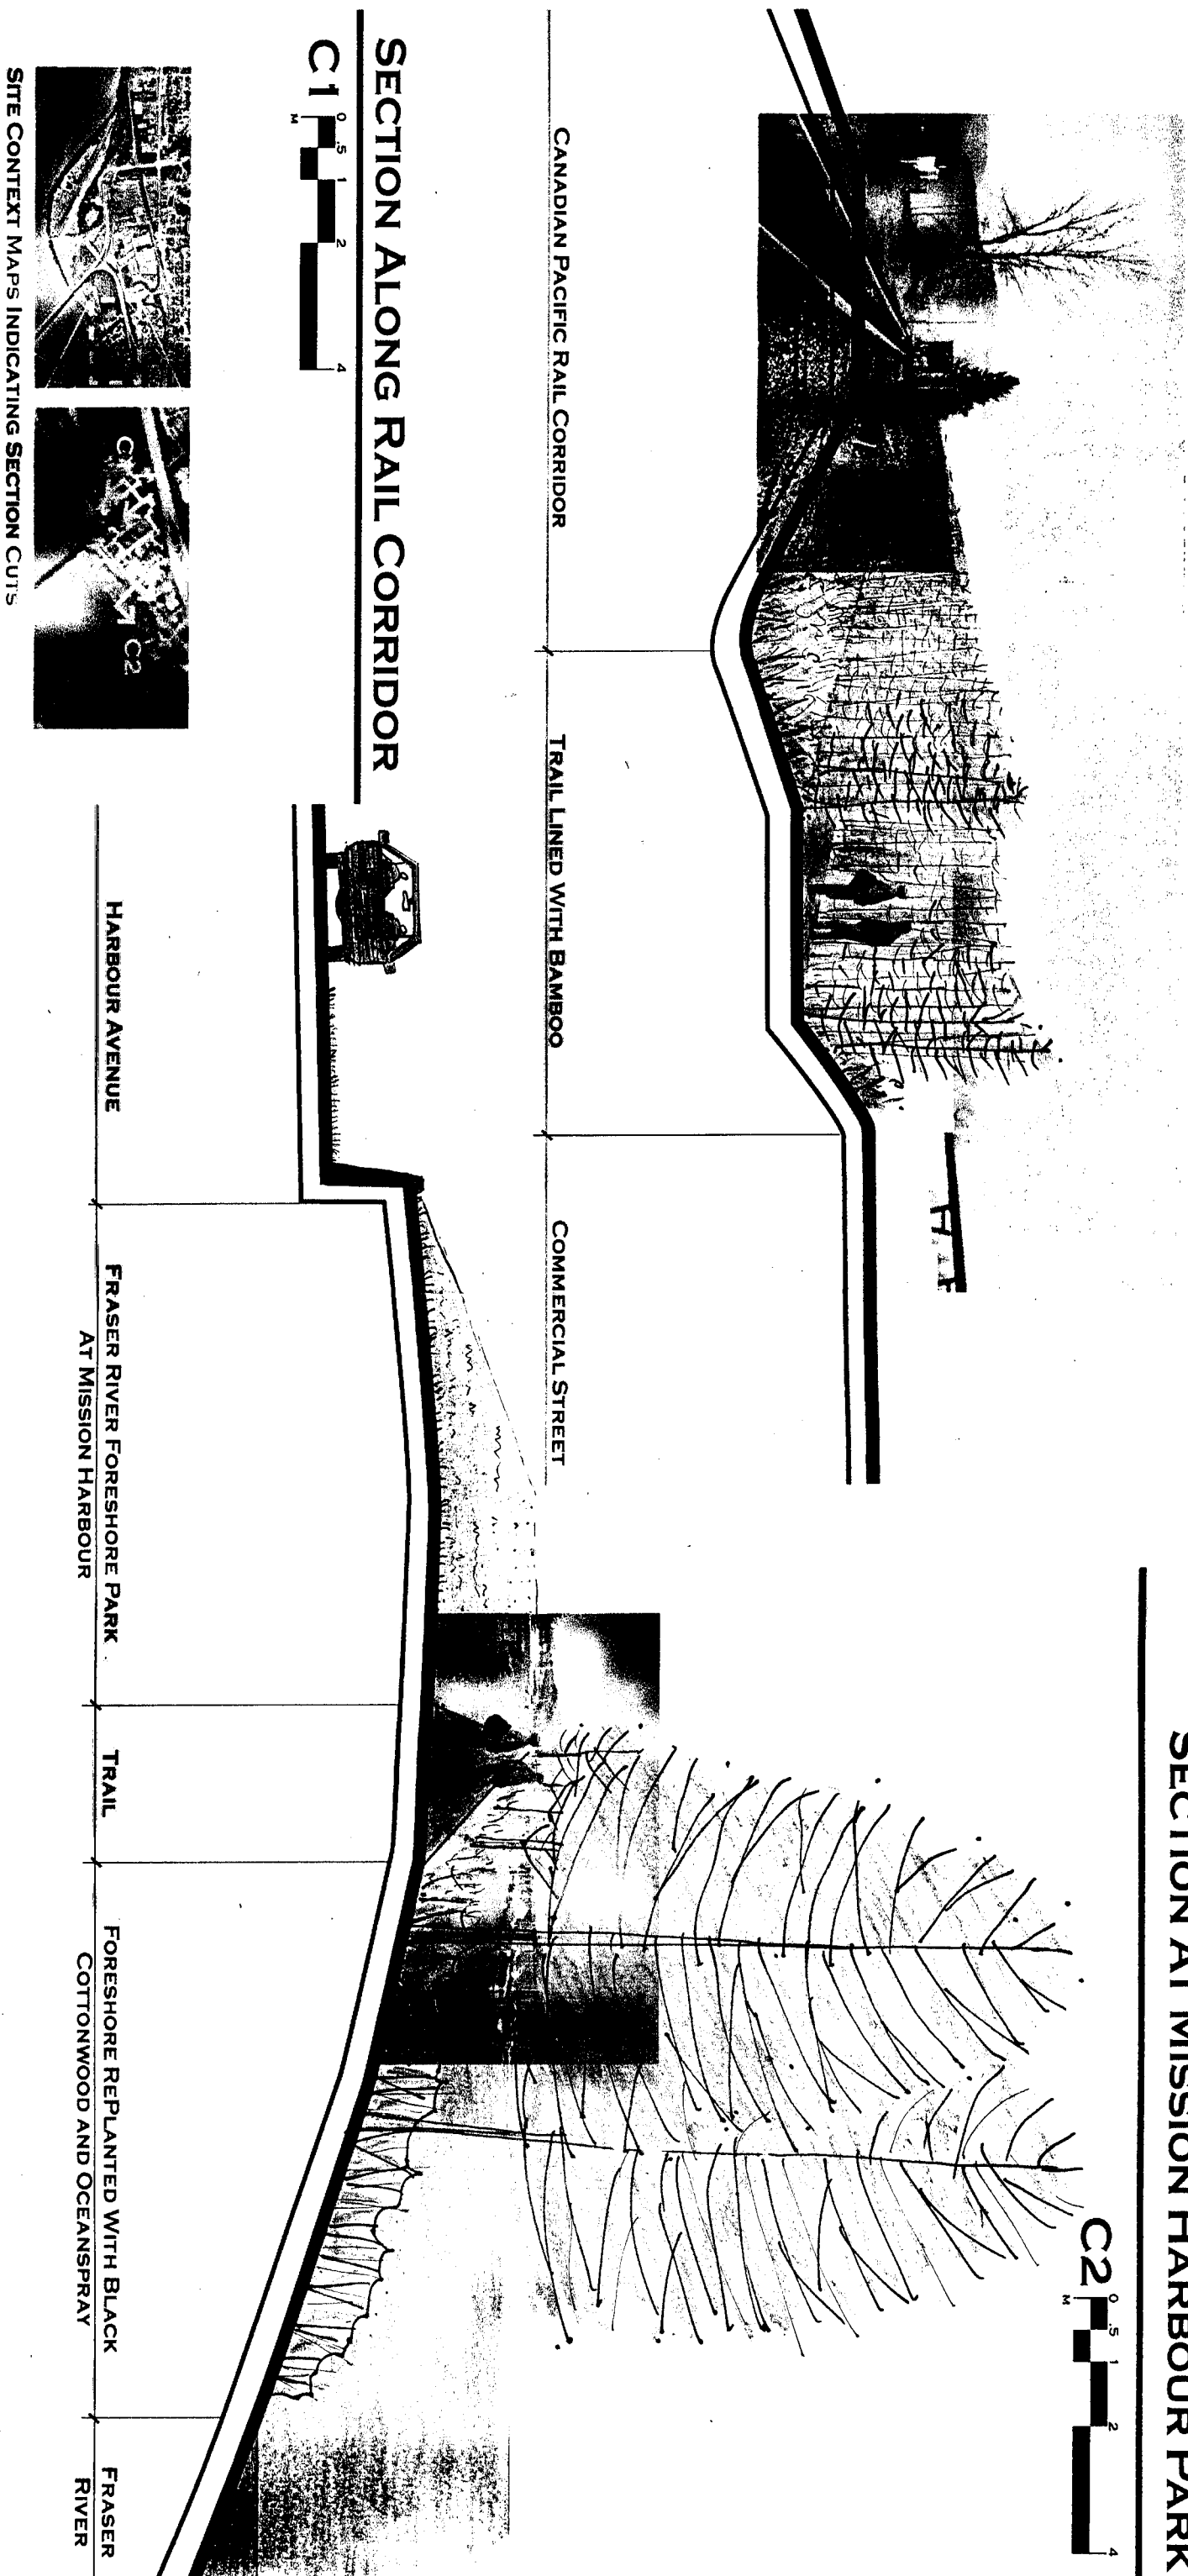 SECTION AT MISSION HARBOUR PARK
C2
0 .5 1 2 4
M
CANADIAN PACIFIC RAIL CORRIDOR
TRAIL LINED WITH BAMBOO
COMMERCIAL STREET
SECTION ALONG RAIL CORRIDOR
C1
0 .5 1 2 4
M
HARBOUR AVENUE
FRASER RIVER FORESHORE PARK
AT MISSION HARBOUR
TRAIL
FORESHORE REPLANTED WITH BLACK
COTTONWOOD AND OCEANSPRAY
FRASER
RIVER
C2
SITE CONTEXT MAPS INDICATING SECTION CUTS